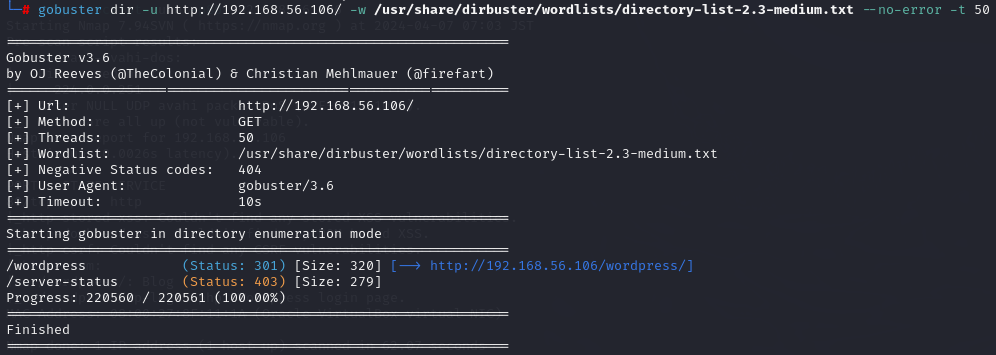 └─# gobuster dir -u http://192.168.56.106/ -w /usr/share/dirbuster/wordlists/directory-list-2.3-medium.txt --no-error -t 50
===============================================================
Gobuster v3.6
by OJ Reeves (@TheColonial) & Christian Mehlmauer (@firefart)
===============================================================
[+] Url:                     http://192.168.56.106/
[+] Method:                  GET
[+] Threads:                 50
[+] Wordlist:                /usr/share/dirbuster/wordlists/directory-list-2.3-medium.txt
[+] Negative Status codes:   404
[+] User Agent:              gobuster/3.6
[+] Timeout:                 10s
===============================================================
Starting gobuster in directory enumeration mode
===============================================================
/wordpress            (Status: 301) [Size: 320] [--> http://192.168.56.106/wordpress/]
/server-status        (Status: 403) [Size: 279]
Progress: 220560 / 220561 (100.00%)
===============================================================
Finished
===============================================================